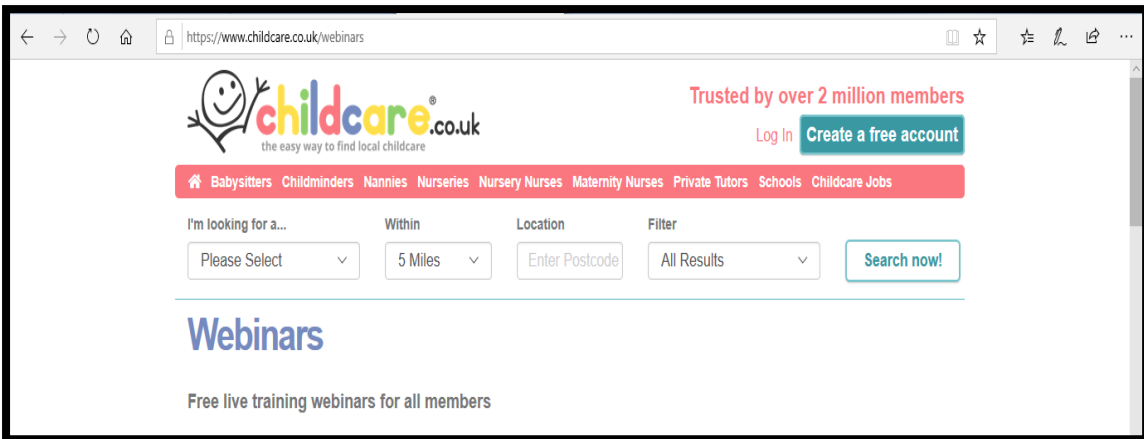 https://www.childcare.co.uk/webinars
childcare®.co.uk
the easy way to find local childcare
Trusted by over 2 million members
Log In Create a free account
Babysitters Childminders Nannies Nurseries Nursery Nurses Maternity Nurses Private Tutors Schools Childcare Jobs
I'm looking for a... Within Location Filter
Please Select 5 Miles Enter Postcode All Results Search now!
Webinars
Free live training webinars for all members